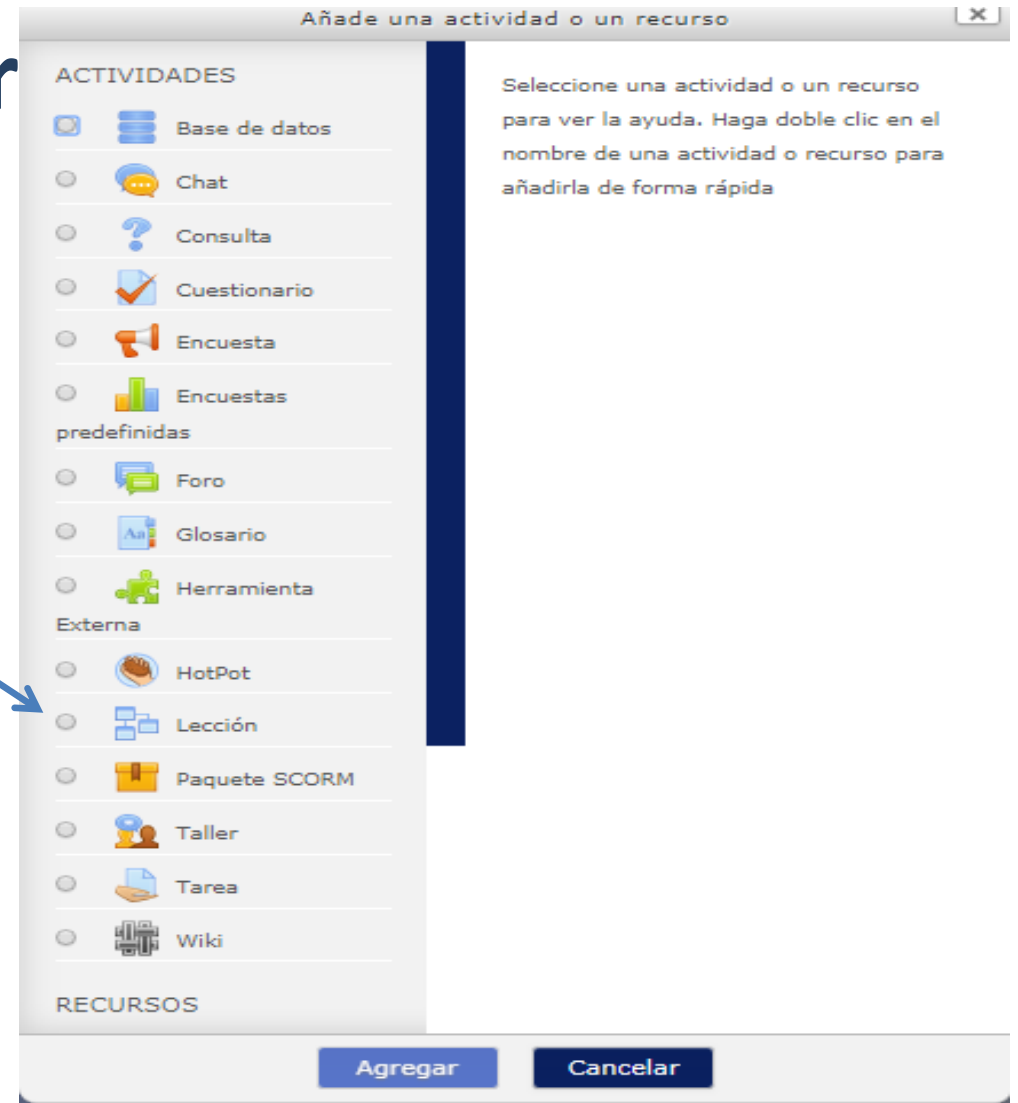 Añade una actividad o un recurso
r
ACTIVIDADES
Base de datos
Chat
Consulta
Cuestionario
Encuesta
Encuestas
predefinidas
Foro
Glosario
Herramienta
Externa
HotPot
Lección
Paquete SCORM
Taller
Tarea
Wiki
RECURSOS
Seleccione una actividad o un recurso
para ver la ayuda. Haga doble clic en el
nombre de una actividad o recurso para
añadirla de forma rápida
Agregar
Cancelar